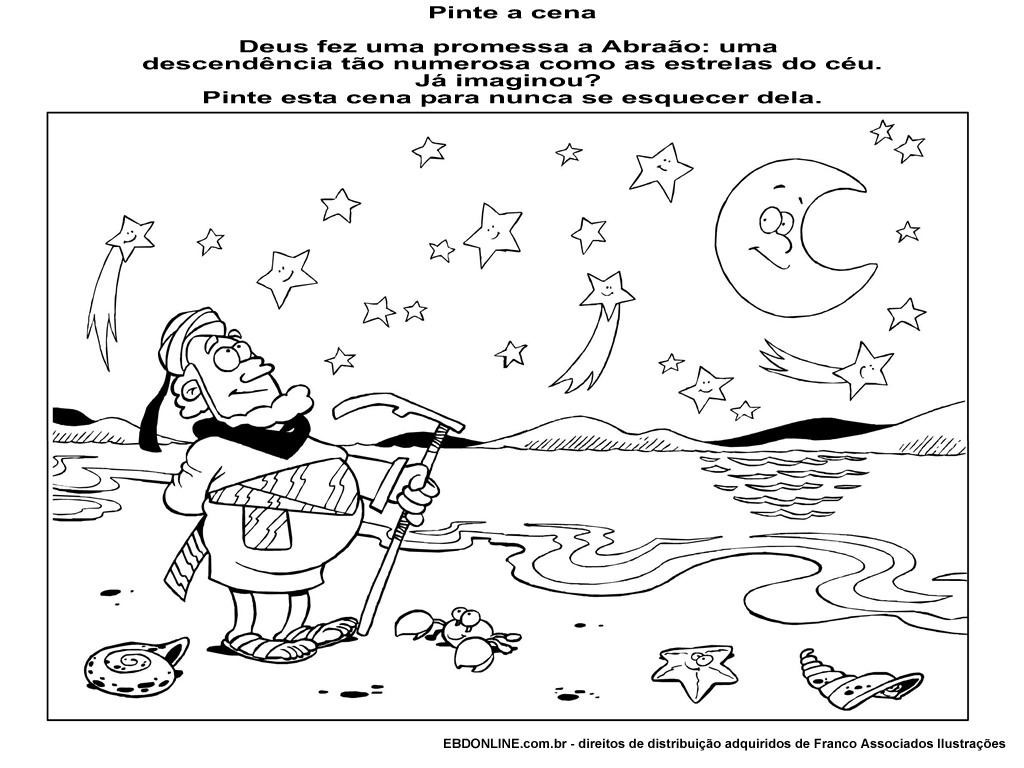 Pinte a cena
Deus fez uma promessa a Abraão: uma
descendência tão numerosa como as estrelas do céu.
Já imaginou?
Pinte esta cena para nunca se esquecer dela.
EBDONLINE.com.br - direitos de distribuição adquiridos de Franco Associados Ilustrações